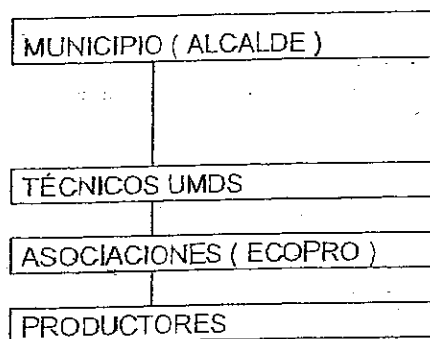 MUNICIPIO ( ALCALDE )
TÉCNICOS UMDS
ASOCIACIONES ( ECOPRO )
PRODUCTORES